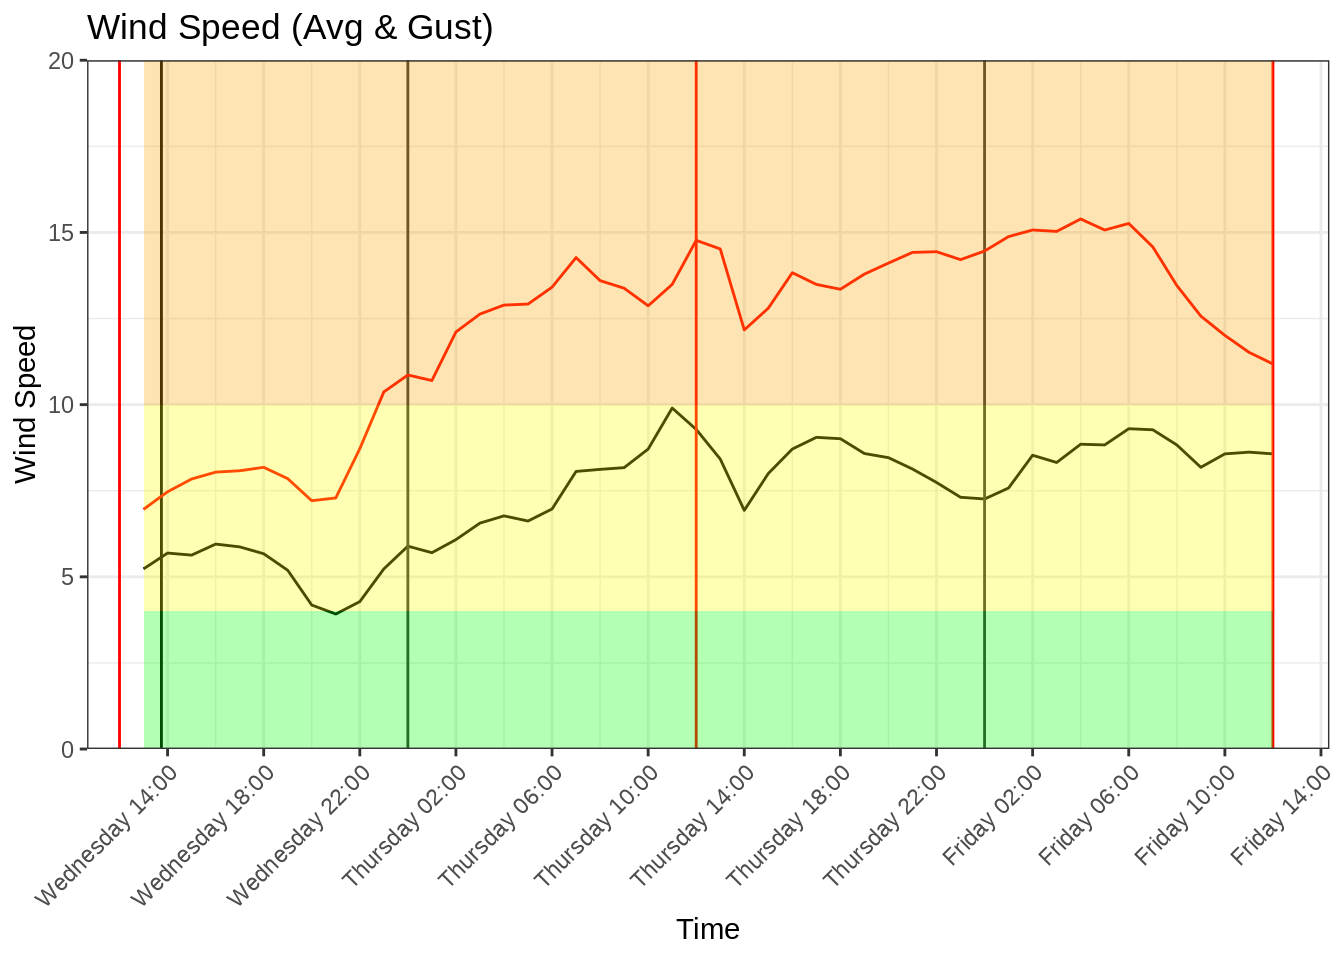 Wind Speed (Avg & Gust)
20
15
10
5
0
Wind Speed
Wednesday 14:00
Wednesday 18:00
Wednesday 22:00
Thursday 02:00
Thursday 06:00
Thursday 10:00
Thursday 14:00
Thursday 18:00
Thursday 22:00
Friday 02:00
Friday 06:00
Friday 10:00
Friday 14:00
Time